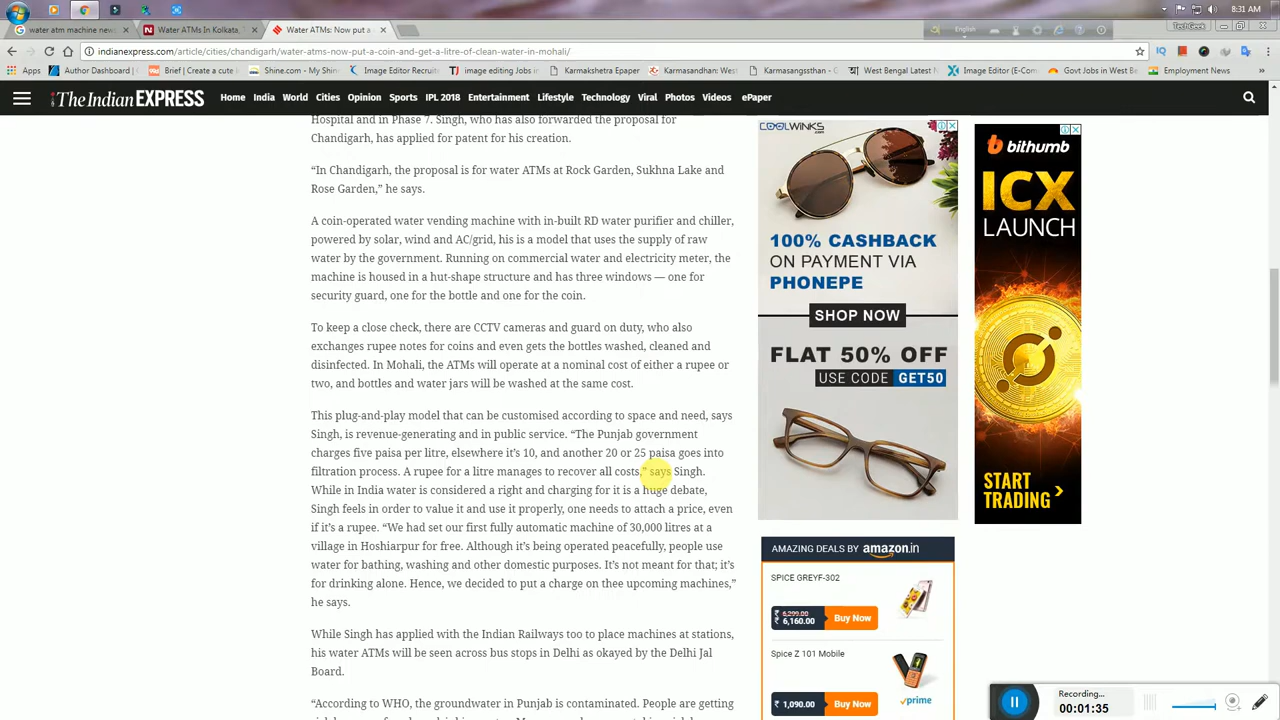 8:31 AM
water atm machine new
Water ATMs In Kolkata,
Water ATMs: Now put a
TechGeek
English
indianexpress.com/article/cities/chandigarh/water-atms-now-put-a-coin-and-get-a-litre-of-clean-water-in-mohali/
Apps
Author Dashboard |
Brief | Create a cute l
Shine.com - My Shine
Image Editor Recruite
image editing Jobs
Karmakshetra Epaper
Karmasandhan: West
Karmasangssthan - G
West Bengal Latest N
Image Editor (E-Com
Govt Jobs in West Be
Employment News
The Indian EXPRESS
Home India World Cities Opinion Sports IPL 2018 Entertainment Lifestyle Technology Viral Photos Videos ePaper
Hospital and in Phase 7. Singh, who has also forwarded the proposal for
Chandigarh, has applied for patent for his creation.
“In Chandigarh, the proposal is for water ATMs at Rock Garden, Sukhna Lake and
Rose Garden,” he says.
A coin-operated water vending machine with in-built RD water purifier and chiller,
powered by solar, wind and AC/grid, his is a model that uses the supply of raw
water by the government. Running on commercial water and electricity meter, the
machine is housed in a hut-shape structure and has three windows — one for
security guard, one for the bottle and one for the coin.
To keep a close check, there are CCTV cameras and guard on duty, who also
exchanges rupee notes for coins and even gets the bottles washed, cleaned and
disinfected. In Mohali, the ATMs will operate at a nominal cost of either a rupee or
two, and bottles and water jars will be washed at the same cost.
This plug-and-play model that can be customised according to space and need, says
Singh, is revenue-generating and in public service. “The Punjab government
charges five paisa per litre, elsewhere it’s 10, and another 20 or 25 paisa goes into
filtration process. A rupee for a litre manages to recover all costs,” says Singh.
While in India water is considered a right and charging for it is a huge debate,
Singh feels in order to value it and use it properly, one needs to attach a price, even
if it’s a rupee. “We had set our first fully automatic machine of 30,000 litres at a
village in Hoshiarpur for free. Although it’s being operated peacefully, people use
water for bathing, washing and other domestic purposes. It’s not meant for that; it’s
for drinking alone. Hence, we decided to put a charge on thee upcoming machines,”
he says.
While Singh has applied with the Indian Railways too to place machines at stations,
his water ATMs will be seen across bus stops in Delhi as okayed by the Delhi Jal
Board.
“According to WHO, the groundwater in Punjab is contaminated. People are getting
COOLWINKS.COM
100% CASHBACK
ON PAYMENT VIA
PHONEPE
SHOP NOW
FLAT 50% OFF
USE CODE GET50
AMAZING DEALS BY amazon.in
SPICE GREYF-302
₹ 6,299.00
6,160.00
Buy Now
Spice Z 101 Mobile
₹ 1,090.00
Buy Now
prime
bithumb
ICX
LAUNCH
START
TRADING
Recording...
00:01:35